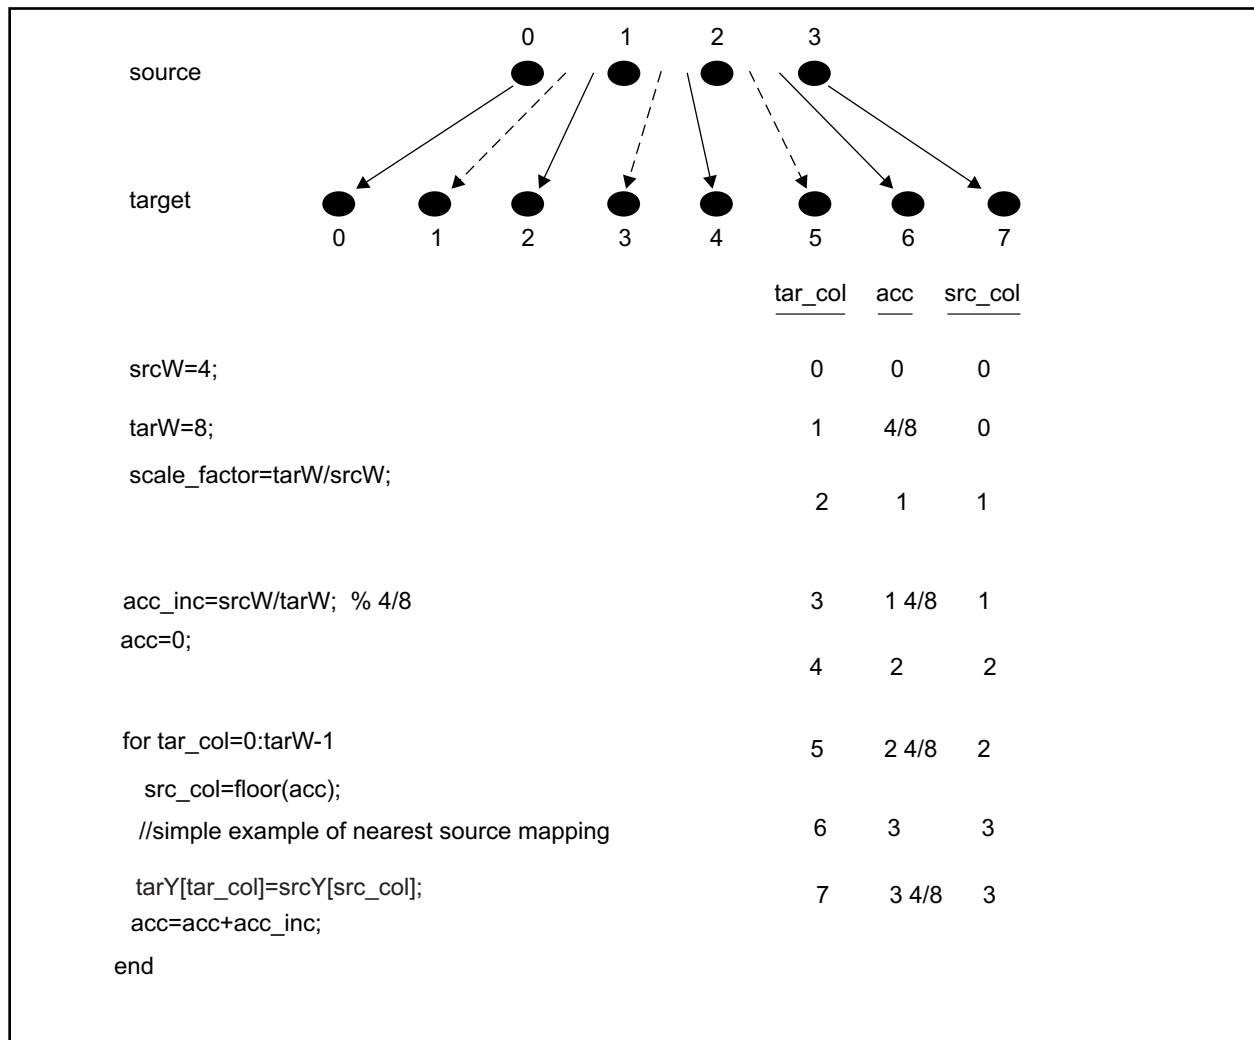 0 1 2 3
source
target
0 1 2 3 4 5 6 7
tar_col acc src_col
srcW=4; 0 0 0
tarW=8; 1 4/8 0
scale_factor=tarW/srcW;
2 1 1
acc_inc=srcW/tarW; % 4/8 3 1 4/8 1
acc=0;
4 2 2
for tar_col=0:tarW-1 5 2 4/8 2
src_col=floor(acc);
//simple example of nearest source mapping 6 3 3
tarY[tar_col]=srcY[src_col]; 7 3 4/8 3
acc=acc+acc_inc;
end